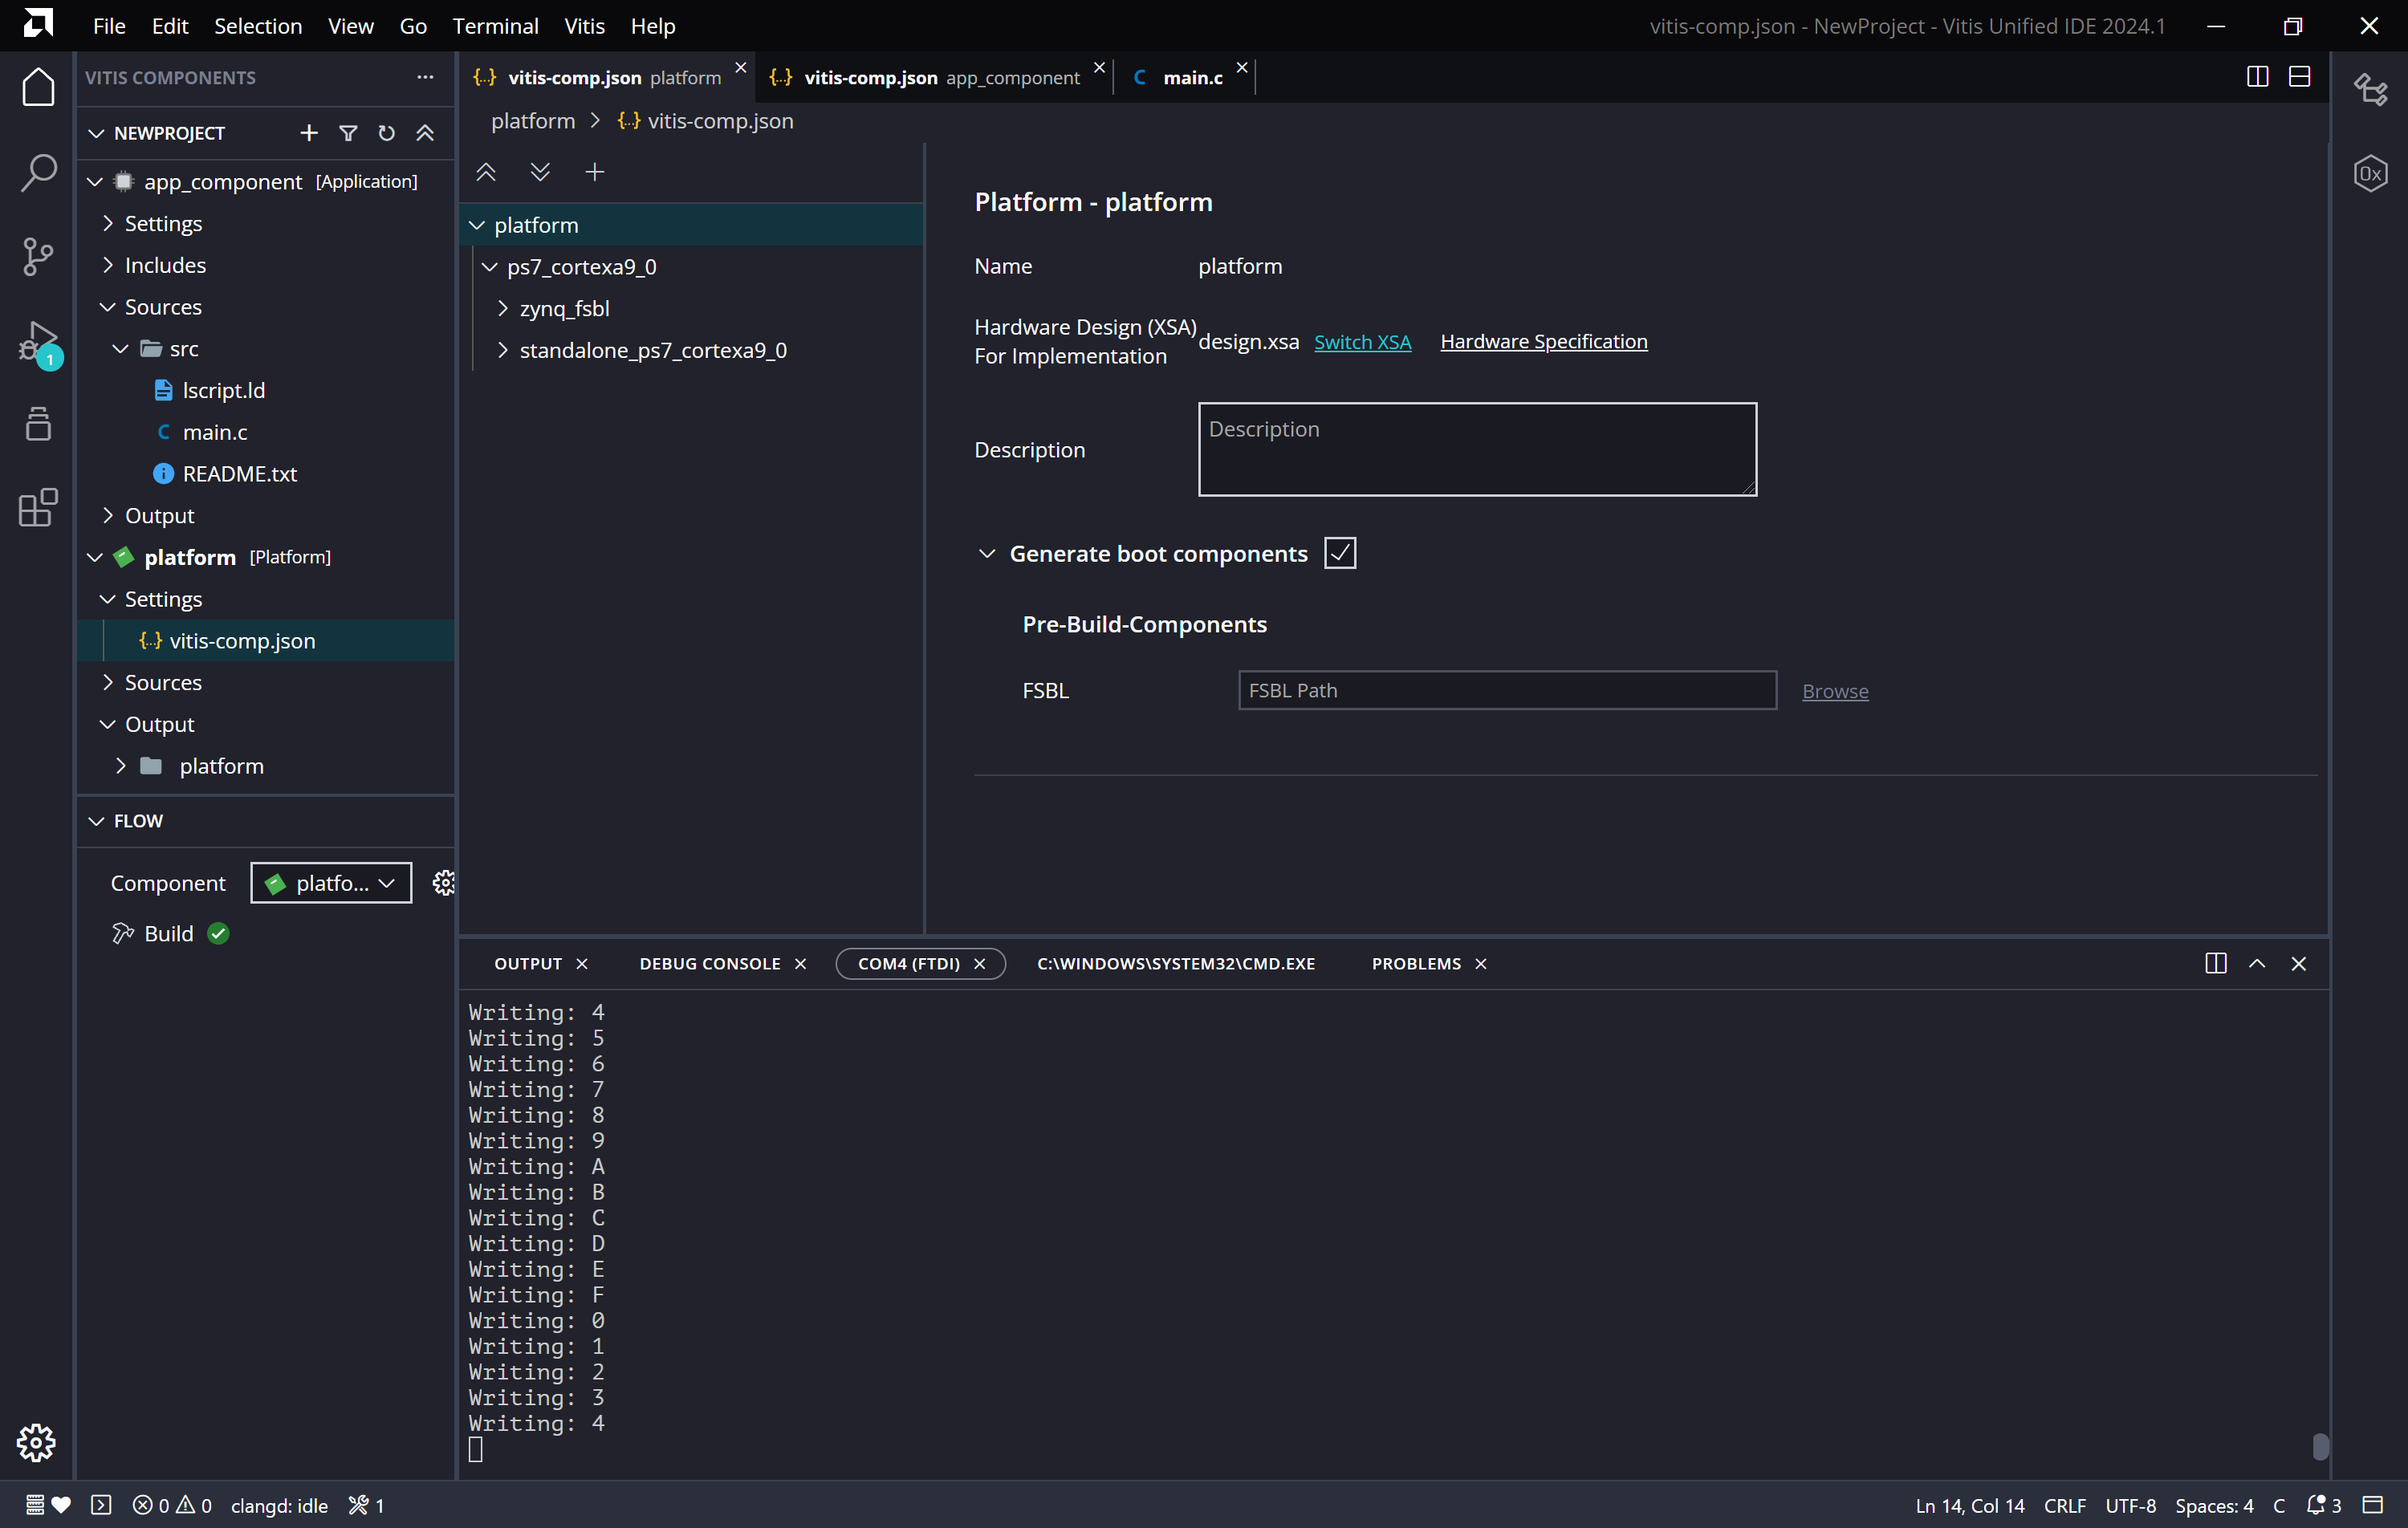 File Edit Selection View Go Terminal Vitis Help
vitis-comp.json - NewProject - Vitis Unified IDE 2024.1
VITIS COMPONENTS
NEWPROJECT
app_component [Application]
Settings
Includes
Sources
src
lscript.ld
C main.c
README.txt
Output
platform [Platform]
Settings
{..} vitis-comp.json
Sources
Output
platform
FLOW
Component platfo...
Build
1
{..} vitis-comp.json platform
{..} vitis-comp.json app_component
C main.c
platform > {..} vitis-comp.json
platform
ps7_cortexa9_0
zynq_fsbl
standalone_ps7_cortexa9_0
Platform - platform
Name platform
Hardware Design (XSA)
For Implementation
design.xsa Switch XSA Hardware Specification
Description Description
Generate boot components
Pre-Build-Components
FSBL FSBL Path Browse
0x
OUTPUT DEBUG CONSOLE COM4 (FTDI) C:\WINDOWS\SYSTEM32\CMD.EXE PROBLEMS
Writing: 4
Writing: 5
Writing: 6
Writing: 7
Writing: 8
Writing: 9
Writing: A
Writing: B
Writing: C
Writing: D
Writing: E
Writing: F
Writing: 0
Writing: 1
Writing: 2
Writing: 3
Writing: 4
0 0 clangd: idle 1
Ln 14, Col 14 CRLF UTF-8 Spaces: 4 C 3